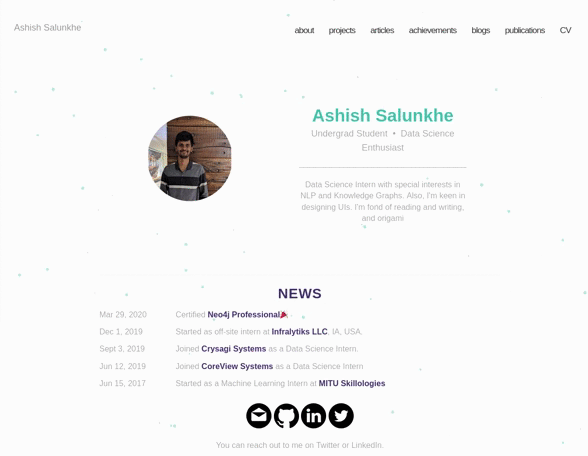 Ashish Salunkhe
about projects articles achievements blogs publications CV
Ashish Salunkhe
Undergrad Student • Data Science
Enthusiast
Data Science Intern with special interests in
NLP and Knowledge Graphs. Also, I'm keen in
designing UIs. I'm fond of reading and writing,
and origami
NEWS
Mar 29, 2020 Certified Neo4j Professional
Dec 1, 2019 Started as off-site intern at Infralytiks LLC, IA, USA.
Sept 3, 2019 Joined Crysagi Systems as a Data Science Intern.
Jun 12, 2019 Joined CoreView Systems as a Data Science Intern
Jun 15, 2017 Started as a Machine Learning Intern at MITU Skillologies
You can reach out to me on Twitter or LinkedIn.